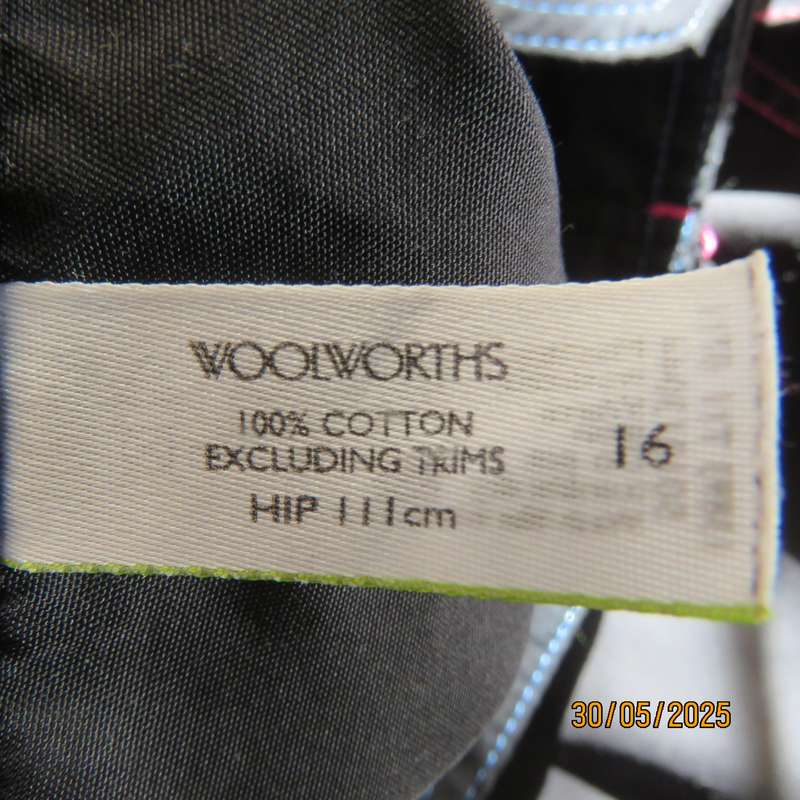 WOOLWORTHS
100% COTTON
EXCLUDING TRIMS
HIP 111cm
16
30/05/2025